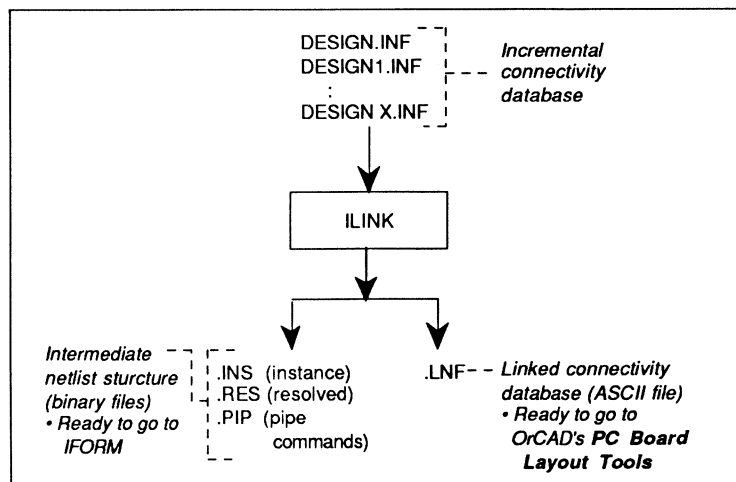 DESIGN.INF
DESIGN1.INF
:
DESIGN X.INF
Incremental
connectivity
database
ILINK
Intermediate
netlist sturcture
(binary files)
• Ready to go to
IFORM
.INS (instance)
.RES (resolved)
.PIP (pipe
commands)
.LNF
Linked connectivity
database (ASCII file)
• Ready to go to
OrCAD's PC Board
Layout Tools